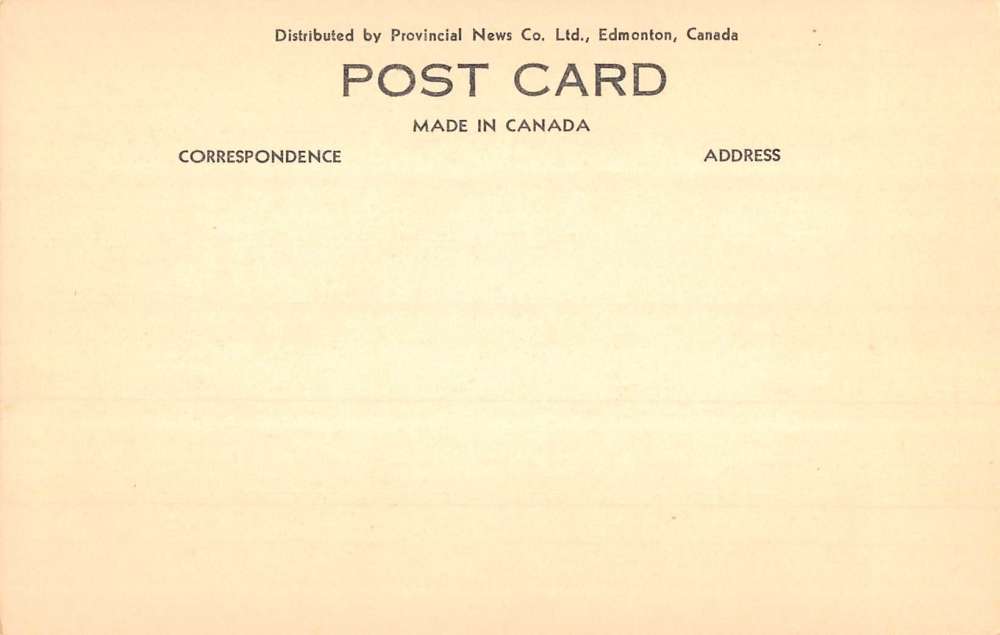 Distributed by Provincial News Co. Ltd., Edmonton, Canada
POST CARD
MADE IN CANADA
CORRESPONDENCE
ADDRESS